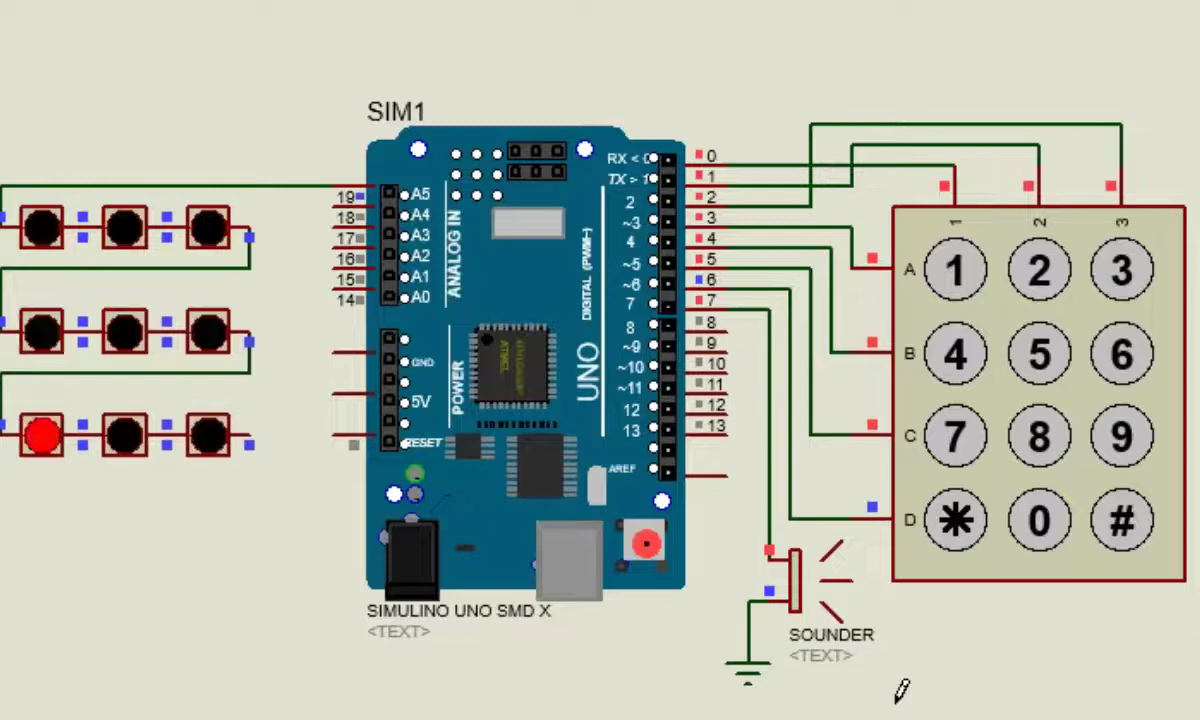 SIM1
RX < 0
TX > 1
2
~3
4
~5
~6
7
8
~9
~10
~11
12
13
AREF
0
1
2
3
4
5
6
7
8
9
10
11
12
13
19
18
17
16
15
14
A5
A4
A3
A2
A1
A0
ANALOG IN
DIGITAL (PWM~)
UNO
GND
5V
RESET
POWER
ATMEL
SIMULINO UNO SMD X
<TEXT>
SOUNDER
<TEXT>
1 2 3
A 1 2 3
B 4 5 6
C 7 8 9
D * 0 #